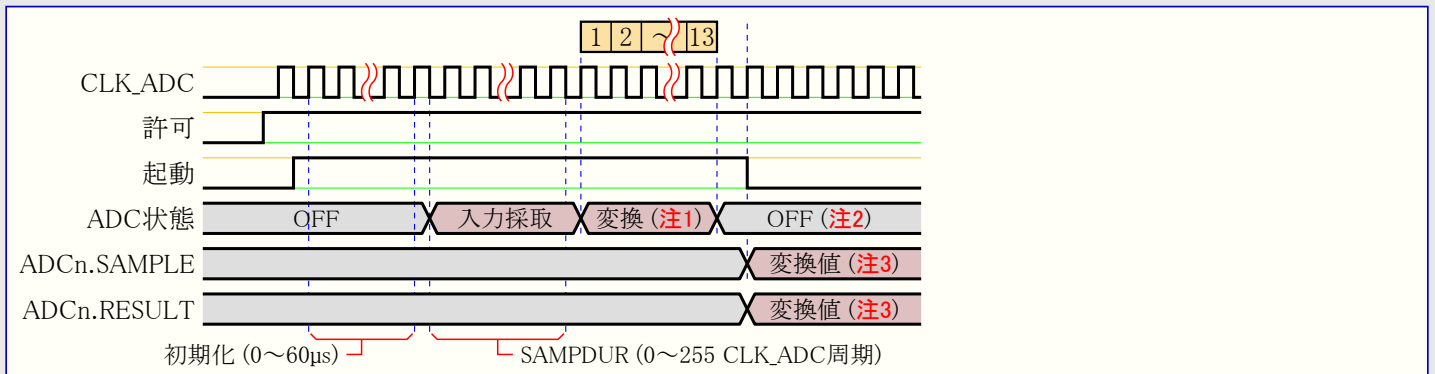 1 2 ～ 13
CLK_ADC
許可
起動
ADC状態 OFF 入力採取 変換 (注1) OFF (注2)
ADCn.SAMPLE 変換値 (注3)
ADCn.RESULT 変換値 (注3)
初期化 (0～60μs) SAMPDUR (0～255 CLK_ADC周期)